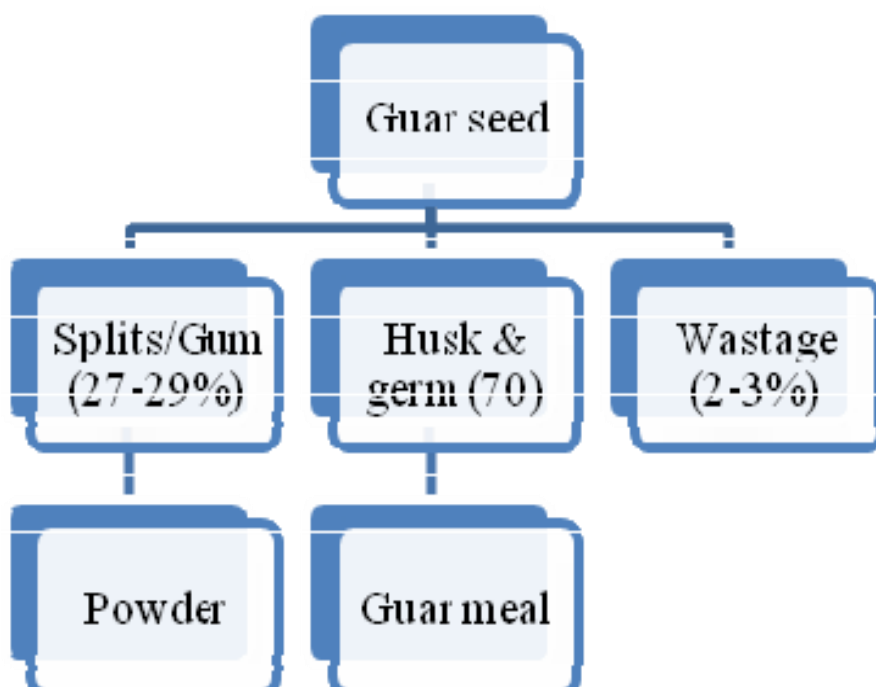 Guar seed
Splits/Gum
(27-29%)
Husk &
germ (70)
Wastage
(2-3%)
Powder
Guar meal